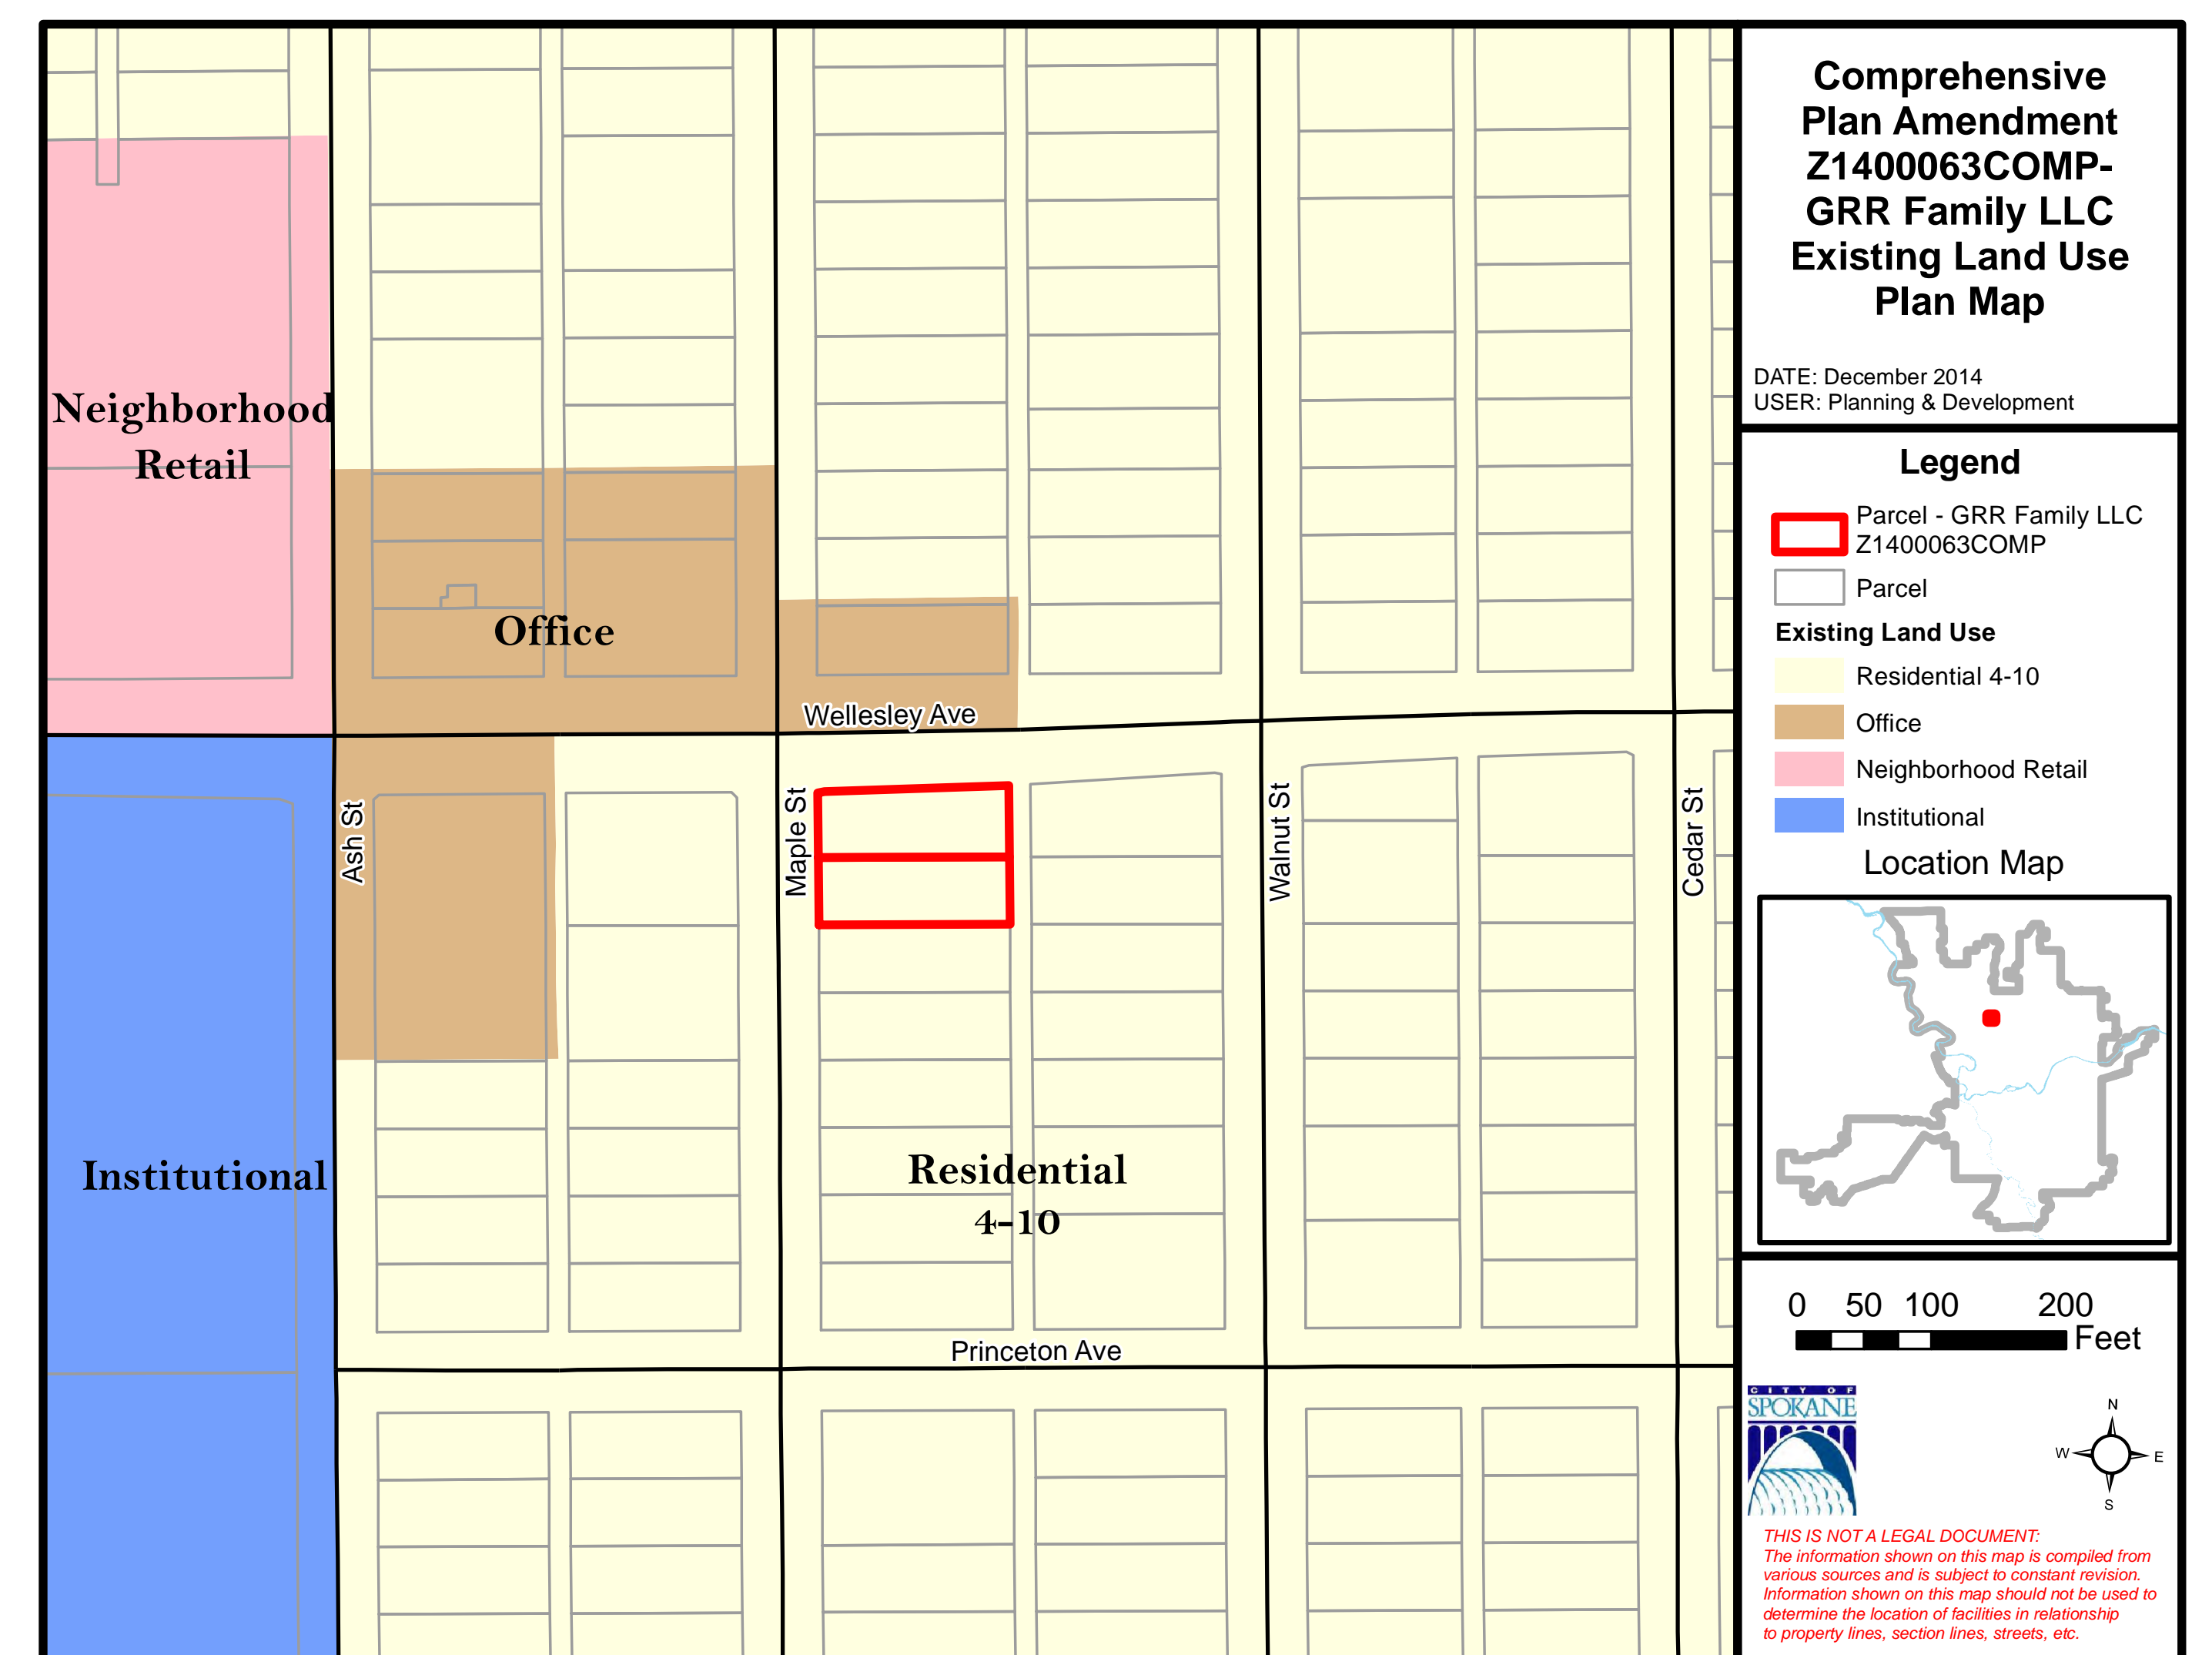 Comprehensive
Plan Amendment
Z1400063COMP-
GRR Family LLC
Existing Land Use
Plan Map
DATE: December 2014
USER: Planning & Development
Legend
Parcel - GRR Family LLC
Z1400063COMP
Parcel
Existing Land Use
Residential 4-10
Office
Neighborhood Retail
Institutional
Location Map
0 50 100 200
Feet
CITY OF
SPOKANE
N
W E
S
THIS IS NOT A LEGAL DOCUMENT:
The information shown on this map is compiled from
various sources and is subject to constant revision.
Information shown on this map should not be used to
determine the location of facilities in relationship
to property lines, section lines, streets, etc.
Neighborhood
Retail
Office
Wellesley Ave
Ash St
Maple St
Walnut St
Cedar St
Institutional
Residential
4-10
Princeton Ave